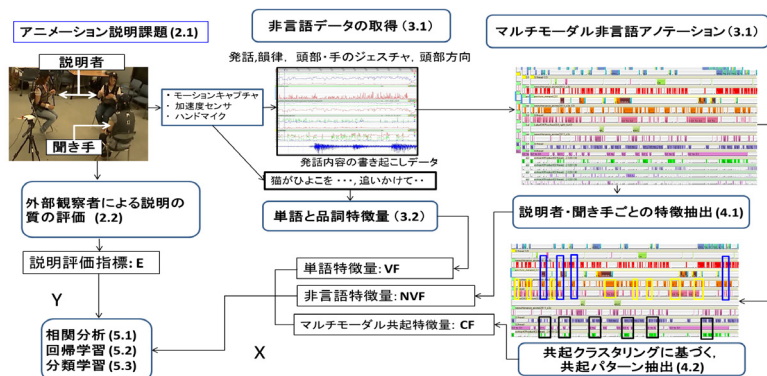 アニメーション説明課題 (2.1)
説明者
聞き手
外部観察者による説明の
質の評価 (2.2)
説明評価指標: E
Y
相関分析 (5.1)
回帰学習 (5.2)
分類学習 (5.3)
非言語データの取得 (3.1)
発話,韻律, 頭部・手のジェスチャ, 頭部方向
・モーションキャプチャ
・加速度センサ
・ハンドマイク
発話内容の書き起こしデータ
猫がひよこを ・・・, 追いかけて・・
単語と品詞特徴量 (3.2)
単語特徴量: VF
非言語特徴量: NVF
マルチモーダル共起特徴量: CF
X
マルチモーダル非言語アノテーション (3.1)
説明者・聞き手ごとの特徴抽出 (4.1)
共起クラスタリングに基づく,
共起パターン抽出 (4.2)